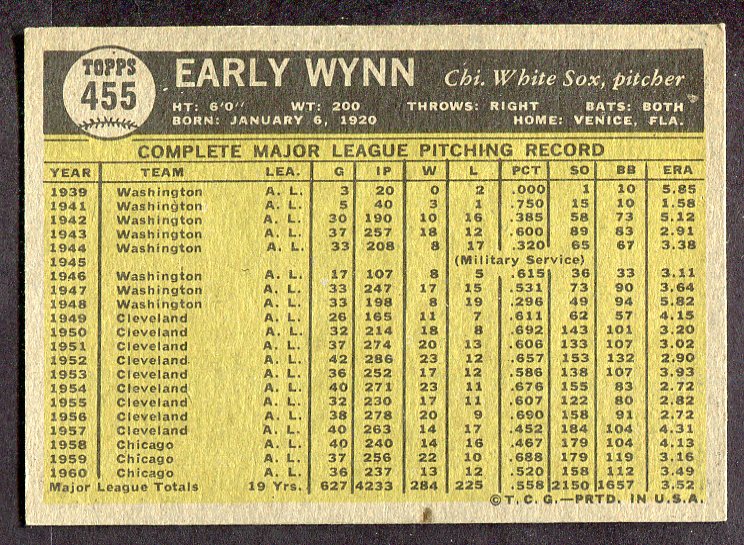 TOPPS
455
EARLY WYNN Chi. White Sox, pitcher
HT: 6'0" WT: 200 THROWS: RIGHT BATS: BOTH
BORN: JANUARY 6, 1920 HOME: VENICE, FLA.
COMPLETE MAJOR LEAGUE PITCHING RECORD
YEAR TEAM LEA. G IP W L PCT SO BB ERA
1939 Washington A. L. 3 20 0 2 .000 1 10 5.85
1941 Washington A. L. 5 40 3 1 .750 15 10 1.58
1942 Washington A. L. 30 190 10 16 .385 58 73 5.12
1943 Washington A. L. 37 257 18 12 .600 89 83 2.91
1944 Washington A. L. 33 208 8 17 .320 65 67 3.38
1945 (Military Service)
1946 Washington A. L. 17 107 8 5 .615 36 33 3.11
1947 Washington A. L. 33 247 17 15 .531 73 90 3.64
1948 Washington A. L. 33 198 8 19 .296 49 94 5.82
1949 Cleveland A. L. 26 165 11 7 .611 62 57 4.15
1950 Cleveland A. L. 32 214 18 8 .692 143 101 3.20
1951 Cleveland A. L. 37 274 20 13 .606 133 107 3.02
1952 Cleveland A. L. 42 286 23 12 .657 153 132 2.90
1953 Cleveland A. L. 36 252 17 12 .586 138 107 3.93
1954 Cleveland A. L. 40 271 23 11 .676 155 83 2.72
1955 Cleveland A. L. 32 230 17 11 .607 122 80 2.82
1956 Cleveland A. L. 38 278 20 9 .690 158 91 2.72
1957 Cleveland A. L. 40 263 14 17 .452 184 104 4.31
1958 Chicago A. L. 40 240 14 16 .467 179 104 4.13
1959 Chicago A. L. 37 256 22 10 .688 179 119 3.16
1960 Chicago A. L. 36 237 13 12 .520 158 112 3.49
Major League Totals 19 Yrs. 627 4233 284 225 .558 2150 1657 3.52
©T.C.G.—PRTD. IN U.S.A.